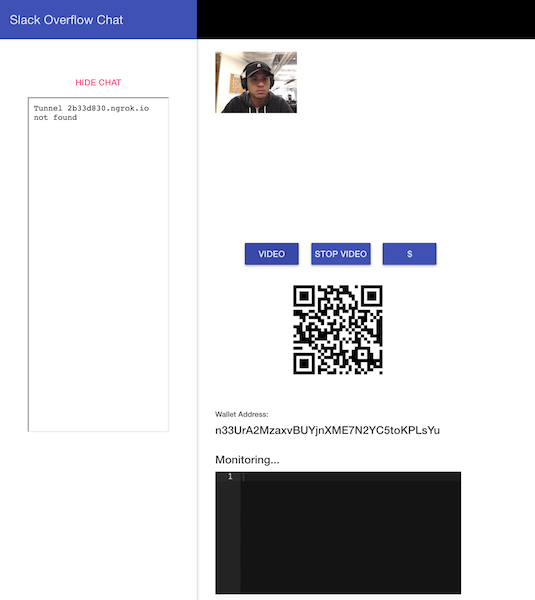 Slack Overflow Chat
HIDE CHAT
Tunnel 2b33d830.ngrok.io
not found
VIDEO
STOP VIDEO
$
Wallet Address:
n33UrA2MzaxvBUYjnXME7N2YC5toKPLsYu
Monitoring...
1